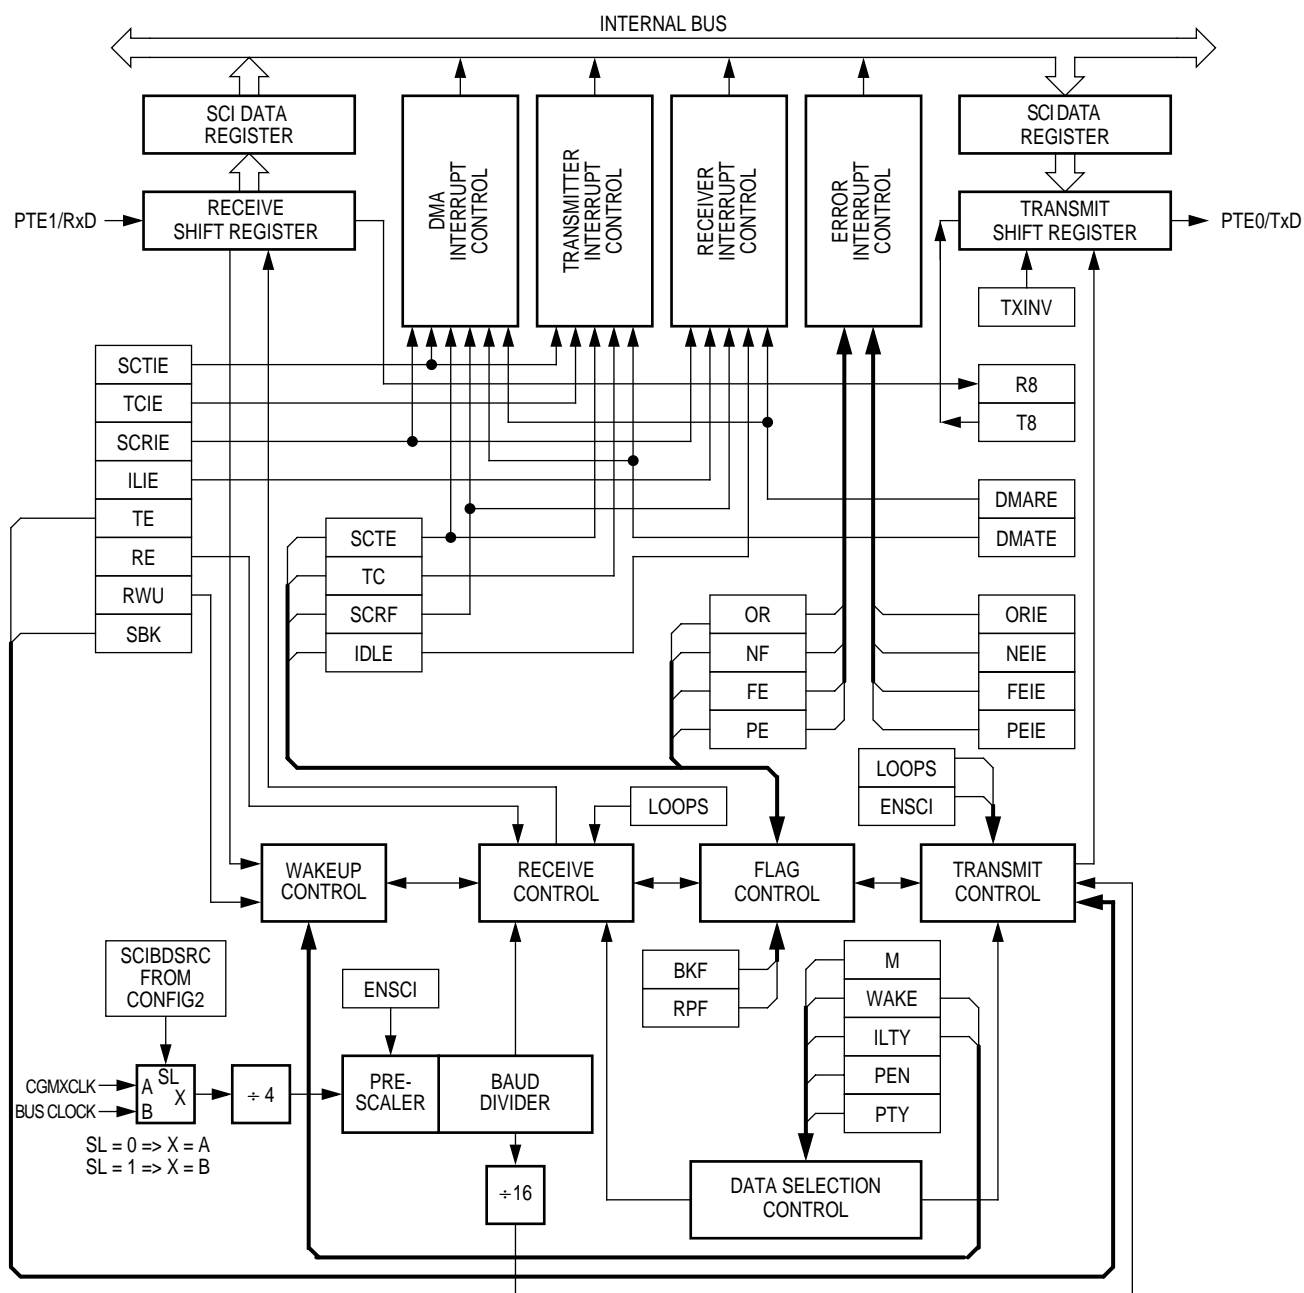 INTERNAL BUS
SCI DATA
REGISTER
SCI DATA
REGISTER
DMA
INTERRUPT
CONTROL
TRANSMITTER
INTERRUPT
CONTROL
RECEIVER
INTERRUPT
CONTROL
ERROR
INTERRUPT
CONTROL
PTE1/RxD
RECEIVE
SHIFT REGISTER
TRANSMIT
SHIFT REGISTER
PTE0/TxD
TXINV
SCTIE
TCIE
SCRIE
ILIE
TE
RE
RWU
SBK
R8
T8
DMARE
DMATE
SCTE
TC
SCRF
IDLE
OR
NF
FE
PE
ORIE
NEIE
FEIE
PEIE
LOOPS
LOOPS
ENSCI
WAKEUP
CONTROL
RECEIVE
CONTROL
FLAG
CONTROL
TRANSMIT
CONTROL
SCIBDSRC
FROM
CONFIG2
ENSCI
BKF
RPF
M
WAKE
ILTY
PEN
PTY
CGMXCLK
BUS CLOCK
A
SL
X
B
÷ 4
PRE-
SCALER
BAUD
DIVIDER
SL = 0 => X = A
SL = 1 => X = B
÷ 16
DATA SELECTION
CONTROL